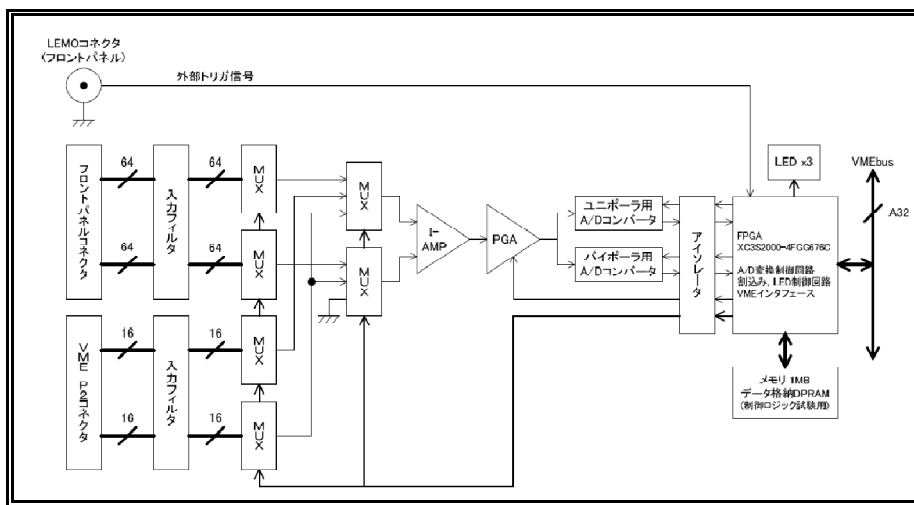 LEMOコネクタ
(フロントパネル)
外部トリガ信号
フロントパネルコネクタ
64
64
入力フィルタ
64
64
MUX
MUX
VME P2コネクタ
16
16
入力フィルタ
16
16
MUX
MUX
MUX
MUX
I-
AMP
PGA
ユニポーラ用
A/Dコンバータ
バイポーラ用
A/Dコンバータ
アイソレータ
LED x3
VMEbus
A32
FPGA
XC3S2000-4FGG676C
A/D変換制御回路
割込み, LED制御回路
VMEインタフェース
メモリ 1MB
データ格納DPRAM
(制御ロジック試験用)